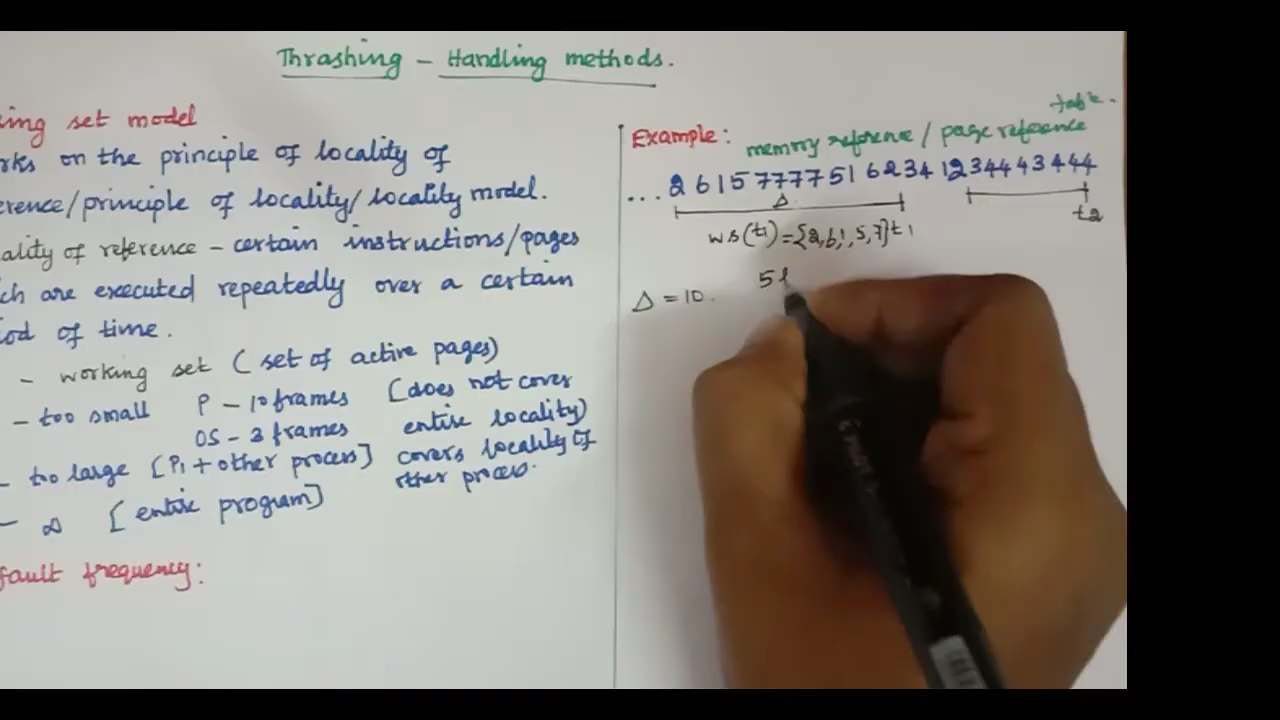 Thrashing - Handling methods.
ing set model
rks on the principle of locality of
erence/principle of locality/locality model.
ality of reference - certain instructions/pages
ch are executed repeatedly over a certain
iod of time.
- working set (set of active pages)
- too small P - 10 frames [does not cover
OS - 3 frames entire locality)
- too large [P1 + other process] covers locality of
other process.
- ∞ [entire program]
fault frequency:
Example: memory reference / page reference
table.
... 2 6 1 5 7 7 7 7 5 1 6 2 3 4 1 2 3 4 4 4 3 4 4 4
Δ
t2
ws(t1) = {2,6,1,5,7} t1
Δ = 10. 5 f